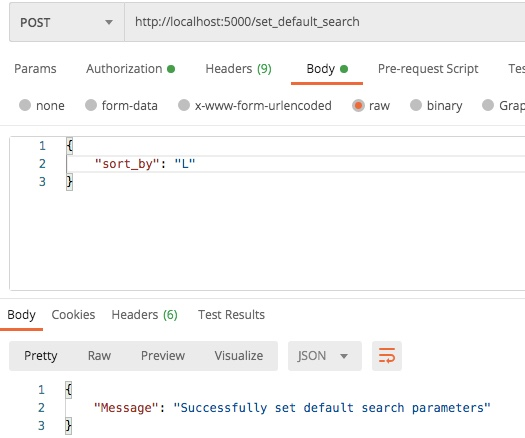 POST http://localhost:5000/set_default_search
Params Authorization Headers (9) Body Pre-request Script
none form-data x-www-form-urlencoded raw binary
1 {
2 "sort_by": "L"
3 }
Body Cookies Headers (6) Test Results
Pretty Raw Preview Visualize JSON
1 {
2 "Message": "Successfully set default search parameters"
3 }